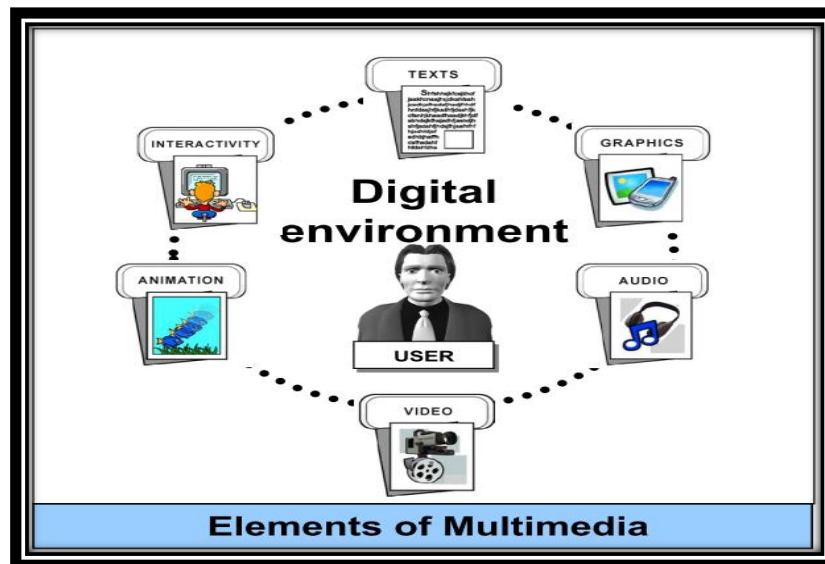 TEXTS
INTERACTIVITY
GRAPHICS
Digital
environment
ANIMATION
AUDIO
USER
VIDEO
Elements of Multimedia